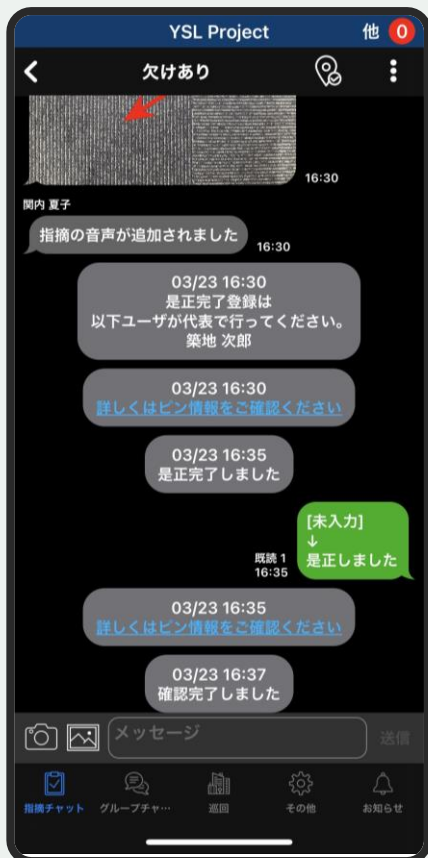 YSL Project
他 0
欠けあり
16:30
関内 夏子
指摘の音声が追加されました
16:30
03/23 16:30
是正完了登録は
以下ユーザが代表で行ってください。
築地 次郎
03/23 16:30
詳しくはピン情報をご確認ください
03/23 16:35
是正完了しました
[未入力]
↓
是正しました
既読 1
16:35
03/23 16:35
詳しくはピン情報をご確認ください
03/23 16:37
確認完了しました
メッセージ
送信
指摘チャット
グループチャ…
巡回
その他
お知らせ